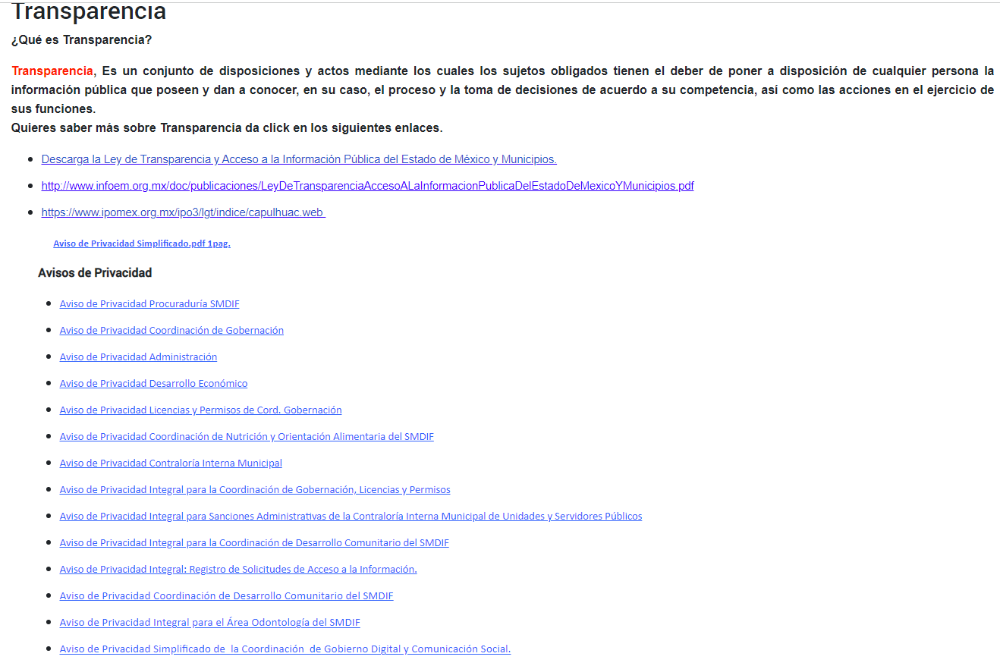 Transparencia
¿Qué es Transparencia?
Transparencia, Es un conjunto de disposiciones y actos mediante los cuales los sujetos obligados tienen el deber de poner a disposición de cualquier persona la
información pública que poseen y dan a conocer, en su caso, el proceso y la toma de decisiones de acuerdo a su competencia, así como las acciones en el ejercicio de
sus funciones.
Quieres saber más sobre Transparencia da click en los siguientes enlaces.
Descarga la Ley de Transparencia y Acceso a la Información Pública del Estado de México y Municipios.
http://www.infoem.org.mx/doc/publicaciones/LeyDeTransparenciaAccesoALaInformacionPublicaDelEstadoDeMexicoYMunicipios.pdf
https://www.ipomex.org.mx/ipo3/lgt/indice/capulhuac.web
Aviso de Privacidad Simplificado.pdf 1pag.
Avisos de Privacidad
Aviso de Privacidad Procuraduría SMDIF
Aviso de Privacidad Coordinación de Gobernación
Aviso de Privacidad Administración
Aviso de Privacidad Desarrollo Económico
Aviso de Privacidad Licencias y Permisos de Cord. Gobernación
Aviso de Privacidad Coordinación de Nutrición y Orientación Alimentaria del SMDIF
Aviso de Privacidad Contraloría Interna Municipal
Aviso de Privacidad Integral para la Coordinación de Gobernación, Licencias y Permisos
Aviso de Privacidad Integral para Sanciones Administrativas de la Contraloría Interna Municipal de Unidades y Servidores Públicos
Aviso de Privacidad Integral para la Coordinación de Desarrollo Comunitario del SMDIF
Aviso de Privacidad Integral: Registro de Solicitudes de Acceso a la Información.
Aviso de Privacidad Coordinación de Desarrollo Comunitario del SMDIF
Aviso de Privacidad Integral para el Área Odontología del SMDIF
Aviso de Privacidad Simplificado de  la Coordinación  de Gobierno Digital y Comunicación Social.